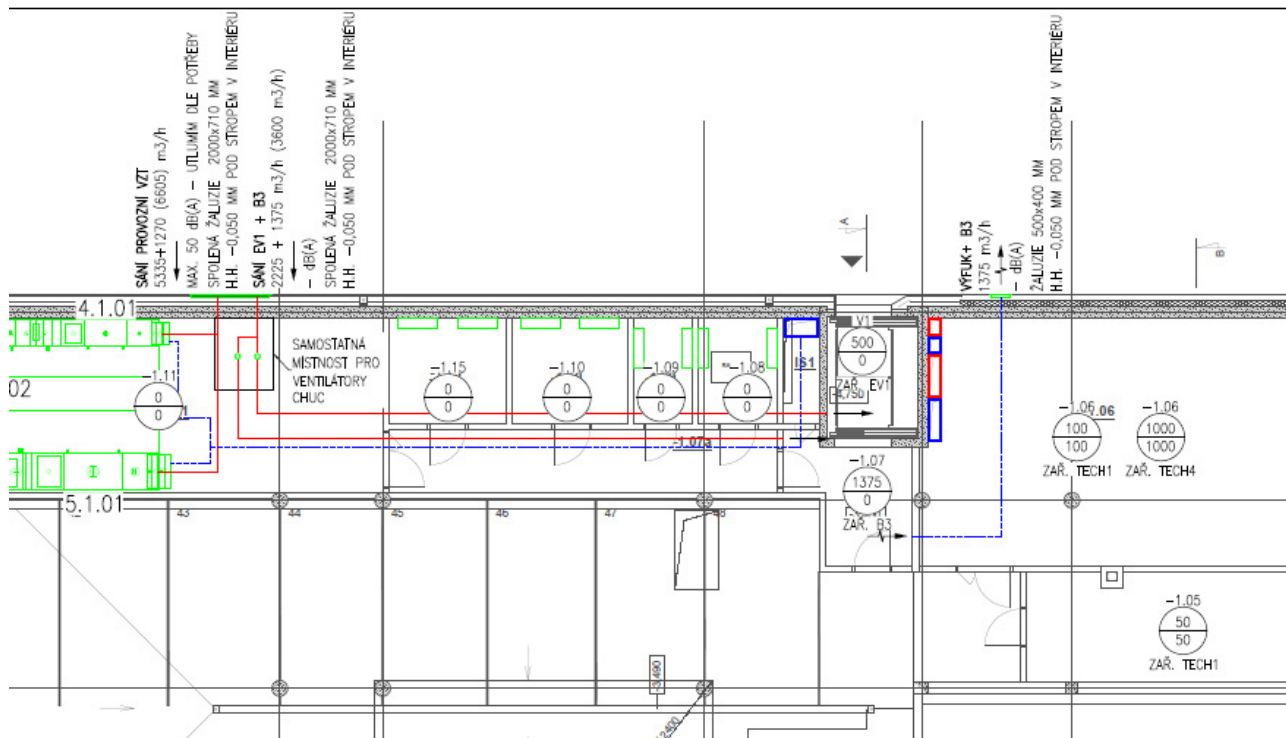 SÁNÍ PROVOZNÍ VZT
5335+1270 (6605) m3/h
MAX. 50 dB(A) – UTLUMÍM DLE POTŘEBY
SPOLENÁ ŽALUZIE 2000x710 MM
H.H. -0,050 MM POD STROPEM V INTERIÉRU
SÁNÍ EV1 + B3
2225 + 1375 m3/h (3600 m3/h)
– dB(A)
SPOLENÁ ŽALUZIE 2000x710 MM
H.H. -0,050 MM POD STROPEM V INTERIÉRU
A
VÝFUK+ B3
1375 m3/h
– dB(A)
ŽALUZIE 500x400 MM
H.H. -0,050 MM POD STROPEM V INTERIÉRU
B
4.1.01
SAMOSTATNÁ
MÍSTNOST PRO
VENTILÁTORY
CHUC
02
-1.11
0
0
-1.15
0
0
-1.10
0
0
-1.09
0
0
-1.08
0
0
IS1
V1
500
0
ZAŘ. EV1
-1.07a
-1.06
100
100
ZAŘ. TECH1
-1.06
1000
1000
ZAŘ. TECH4
-1.07
1375
0
ZAŘ. B3
5.1.01
43
44
45
46
47
48
-1.05
50
50
ZAŘ. TECH1
-3,490
2400